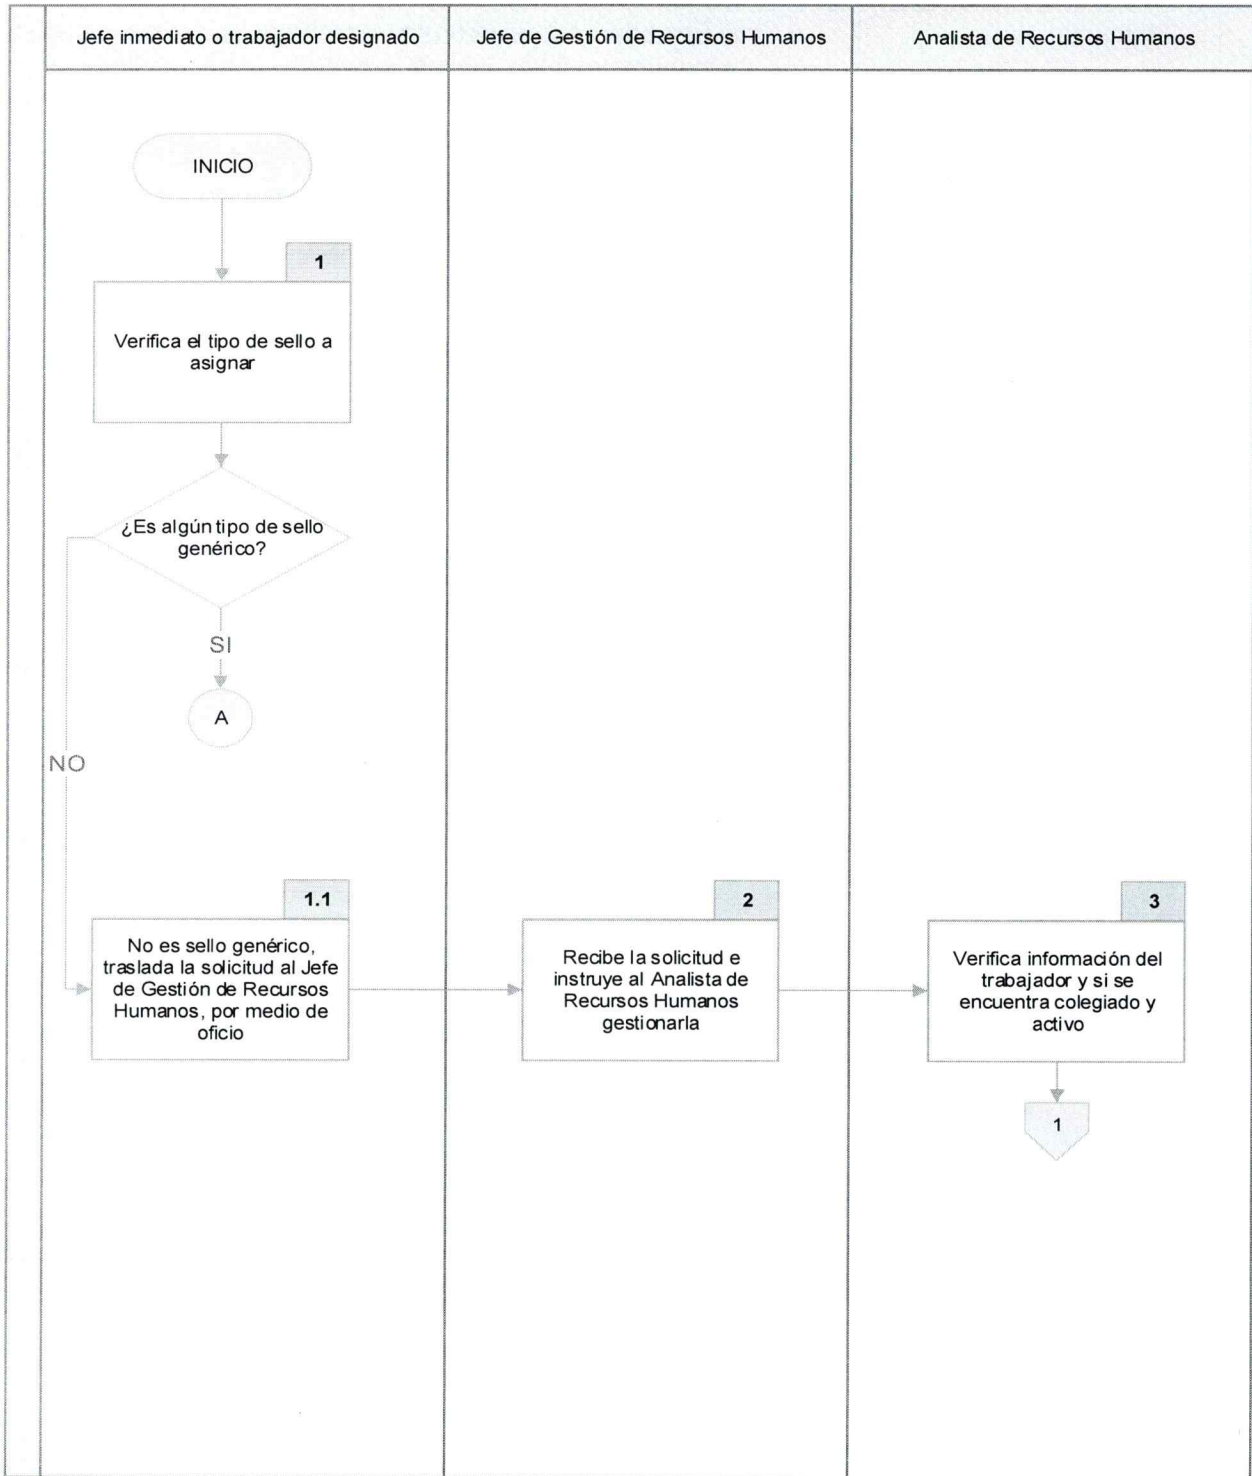 Jefe inmediato o trabajador designado
Jefe de Gestión de Recursos Humanos
Analista de Recursos Humanos
INICIO
1
Verifica el tipo de sello a
asignar
¿Es algún tipo de sello
genérico?
SI
A
NO
1.1
No es sello genérico,
traslada la solicitud al Jefe
de Gestión de Recursos
Humanos, por medio de
oficio
2
Recibe la solicitud e
instruye al Analista de
Recursos Humanos
gestionarla
3
Verifica información del
trabajador y si se
encuentra colegiado y
activo
1